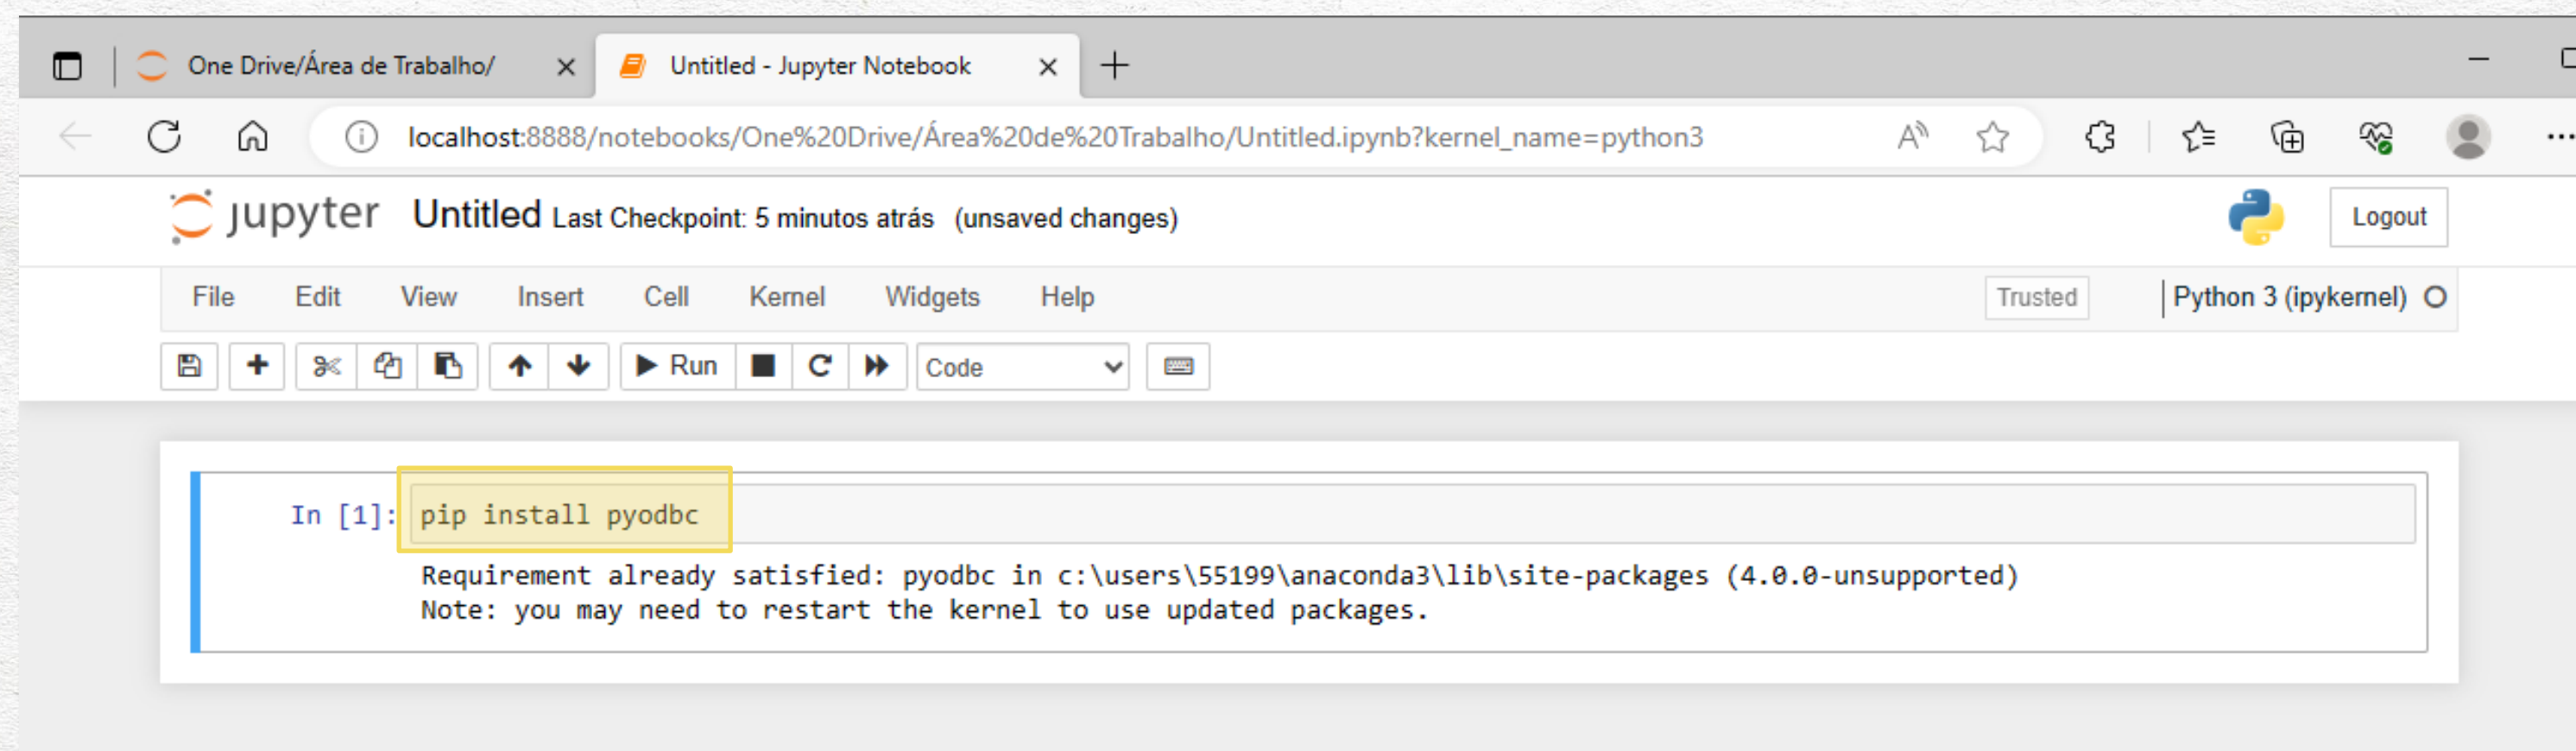 One Drive/Área de Trabalho/
Untitled - Jupyter Notebook
localhost:8888/notebooks/One%20Drive/Área%20de%20Trabalho/Untitled.ipynb?kernel_name=python3
jupyter Untitled Last Checkpoint: 5 minutos atrás (unsaved changes)
Logout
File Edit View Insert Cell Kernel Widgets Help
Trusted
Python 3 (ipykernel)
Run
Code
In [1]: pip install pyodbc
Requirement already satisfied: pyodbc in c:\users\55199\anaconda3\lib\site-packages (4.0.0-unsupported)
Note: you may need to restart the kernel to use updated packages.